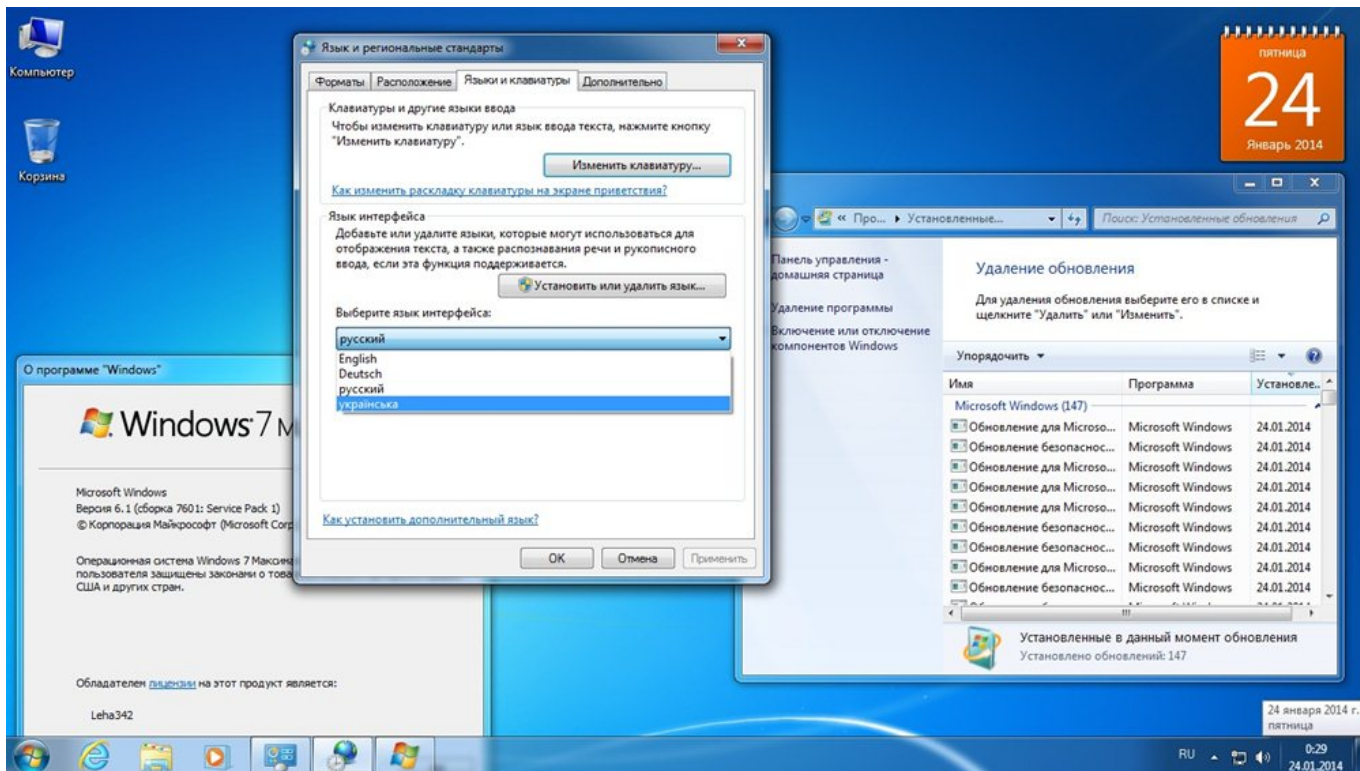 Компьютер
Корзина
Язык и региональные стандарты
Форматы Расположение Языки и клавиатуры Дополнительно
Клавиатуры и другие языки ввода
Чтобы изменить клавиатуру или язык ввода текста, нажмите кнопку
"Изменить клавиатуру".
Изменить клавиатуру...
Как изменить раскладку клавиатуры на экране приветствия?
Язык интерфейса
Добавьте или удалите языки, которые могут использоваться для
отображения текста, а также распознавания речи и рукописного
ввода, если эта функция поддерживается.
Установить или удалить язык...
Выберите язык интерфейса:
русский
English
Deutsch
русский
українська
Как установить дополнительный язык?
ОК Отмена Применить
О программе "Windows"
Windows 7 М
Microsoft Windows
Версия 6.1 (сборка 7601: Service Pack 1)
© Корпорация Майкрософт (Microsoft Corp
Операционная система Windows 7 Максима
пользователя защищены законами о това
США и других стран.
Обладателем лицензии на этот продукт является:
Leha342
пятница
24
Январь 2014
« Про... Установленные...
Поиск: Установленные обновления
Панель управления -
домашняя страница
Удаление программы
Включение или отключение
компонентов Windows
Удаление обновления
Для удаления обновления выберите его в списке и
щелкните "Удалить" или "Изменить".
Упорядочить
Имя Программа Установле...
Microsoft Windows (147)
Обновление для Microso... Microsoft Windows 24.01.2014
Обновление безопаснос... Microsoft Windows 24.01.2014
Обновление для Microso... Microsoft Windows 24.01.2014
Обновление для Microso... Microsoft Windows 24.01.2014
Обновление для Microso... Microsoft Windows 24.01.2014
Обновление безопаснос... Microsoft Windows 24.01.2014
Обновление безопаснос... Microsoft Windows 24.01.2014
Обновление для Microso... Microsoft Windows 24.01.2014
Обновление безопаснос... Microsoft Windows 24.01.2014
Установленные в данный момент обновления
Установлено обновлений: 147
24 января 2014 г.
пятница
RU
0:29
24.01.2014